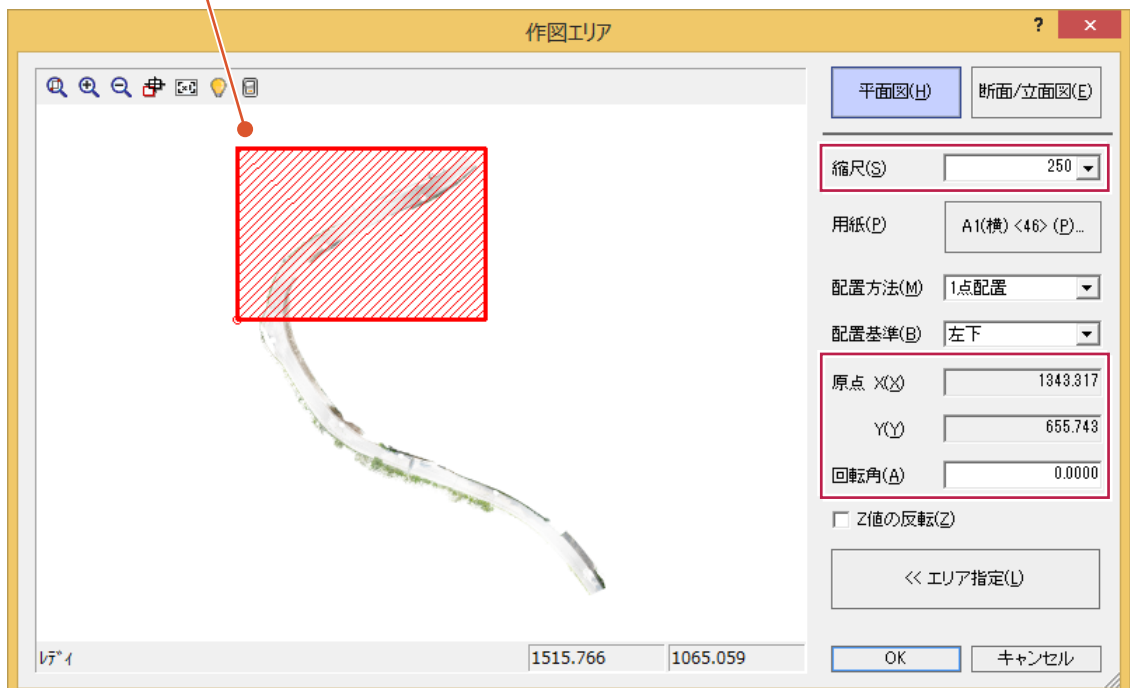 作図エリア
?
×
平面図(H)
断面/立面図(E)
縮尺(S)
250
用紙(P)
A1(横) <46> (P)...
配置方法(M)
1点配置
配置基準(B)
左下
原点 X(X)
1343.317
Y(Y)
655.743
回転角(A)
0.0000
Z値の反転(Z)
<< エリア指定(L)
ﾚﾃﾞｨ
1515.766
1065.059
OK
キャンセル